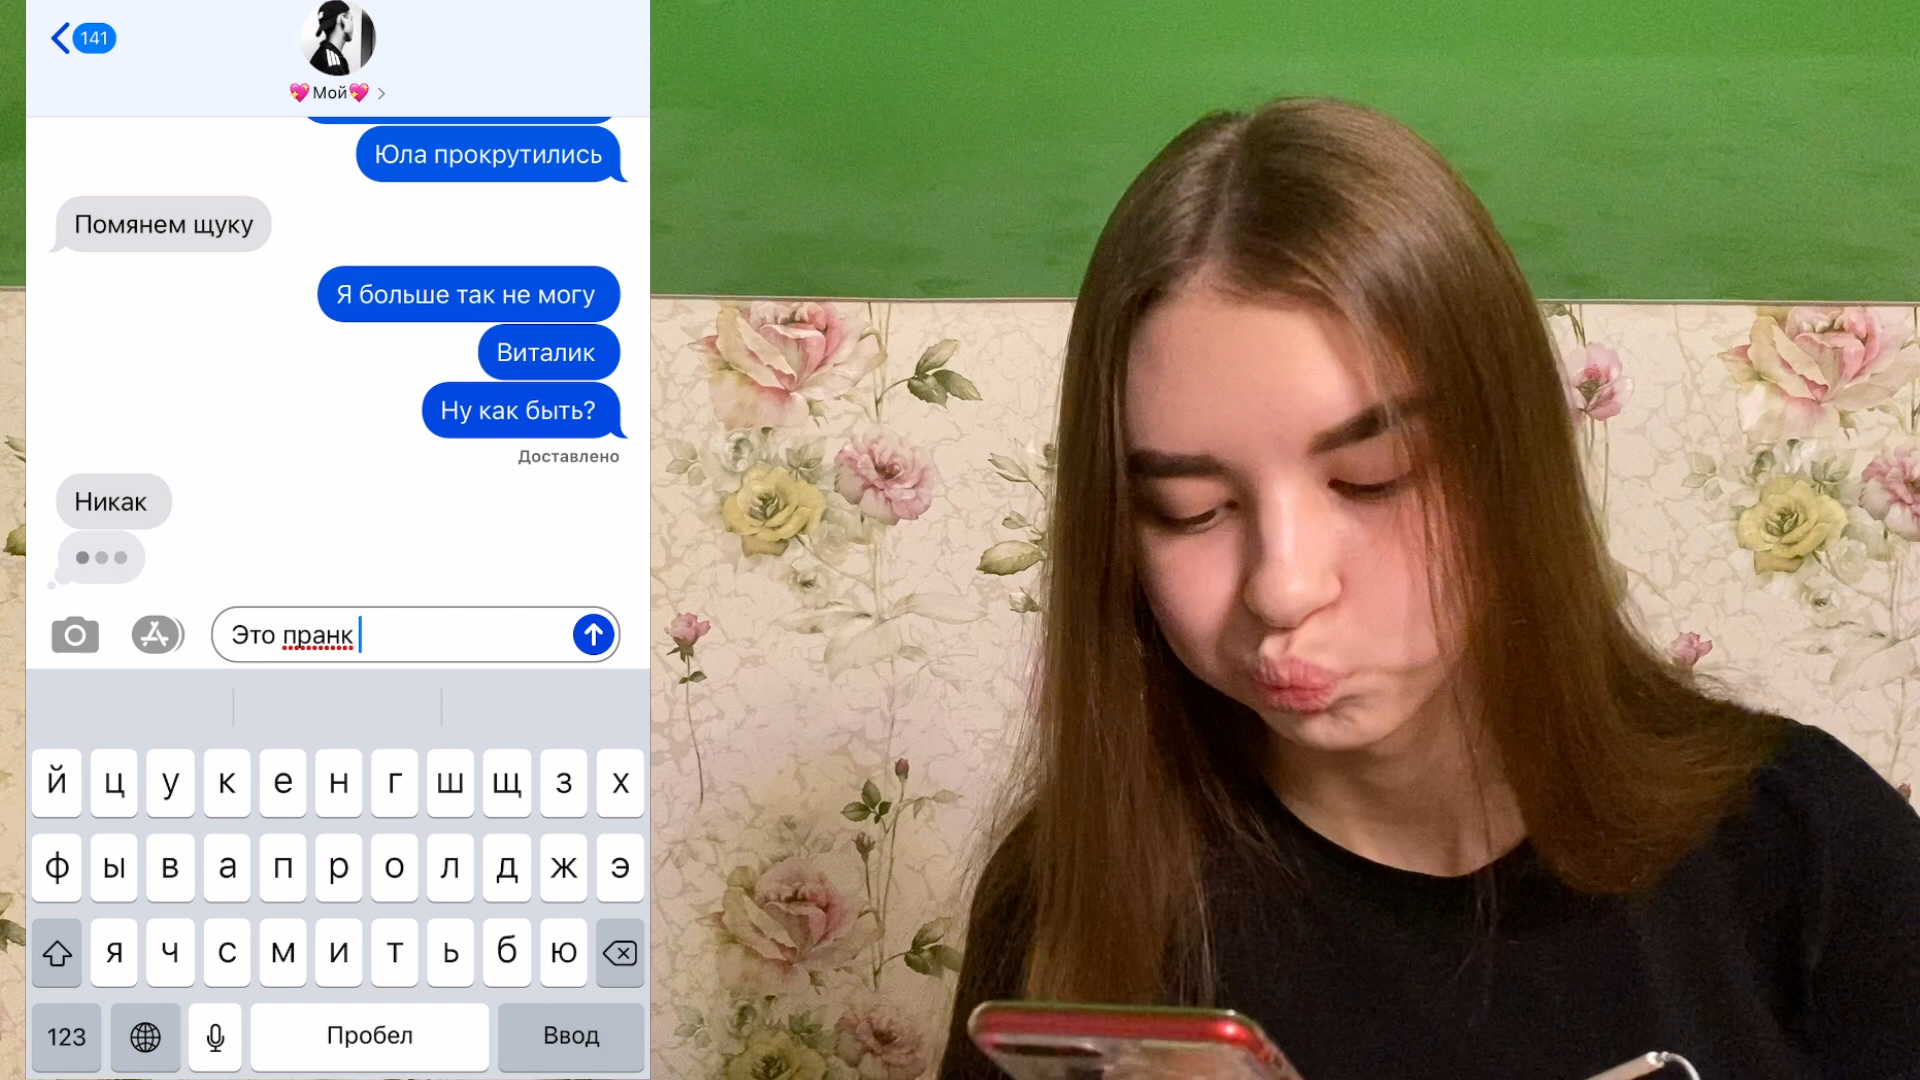 141
💖Мой💖
Юла прокрутились
Помянем щуку
Я больше так не могу
Виталик
Ну как быть?
Доставлено
Никак
Это пранк
й ц у к е н г ш щ з х
ф ы в а п р о л д ж э
я ч с м и т ь б ю
123 Пробел Ввод